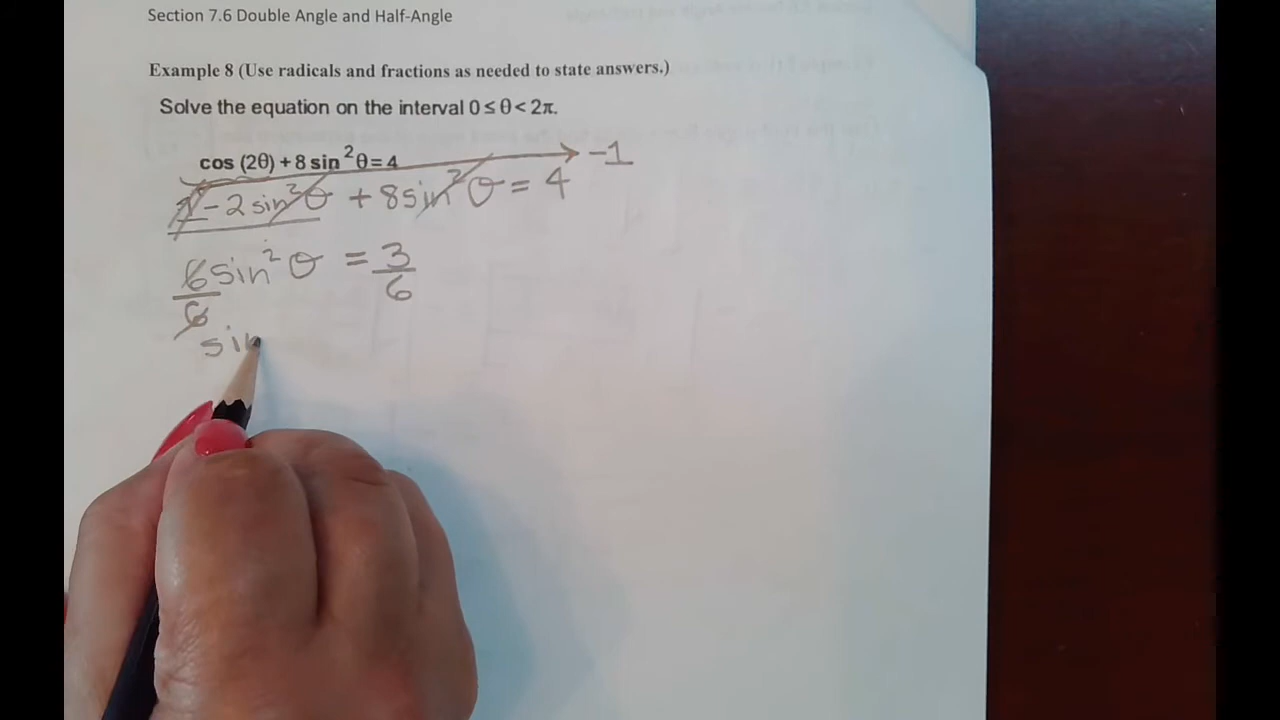 Section 7.6 Double Angle and Half-Angle
Example 8 (Use radicals and fractions as needed to state answers.)
Solve the equation on the interval 0 ≤ θ < 2π.
cos (2θ) + 8 sin²θ = 4
1 - 2 sin²θ + 8 sin²θ = 4 -1
6 sin²θ = 3
6 6
sin